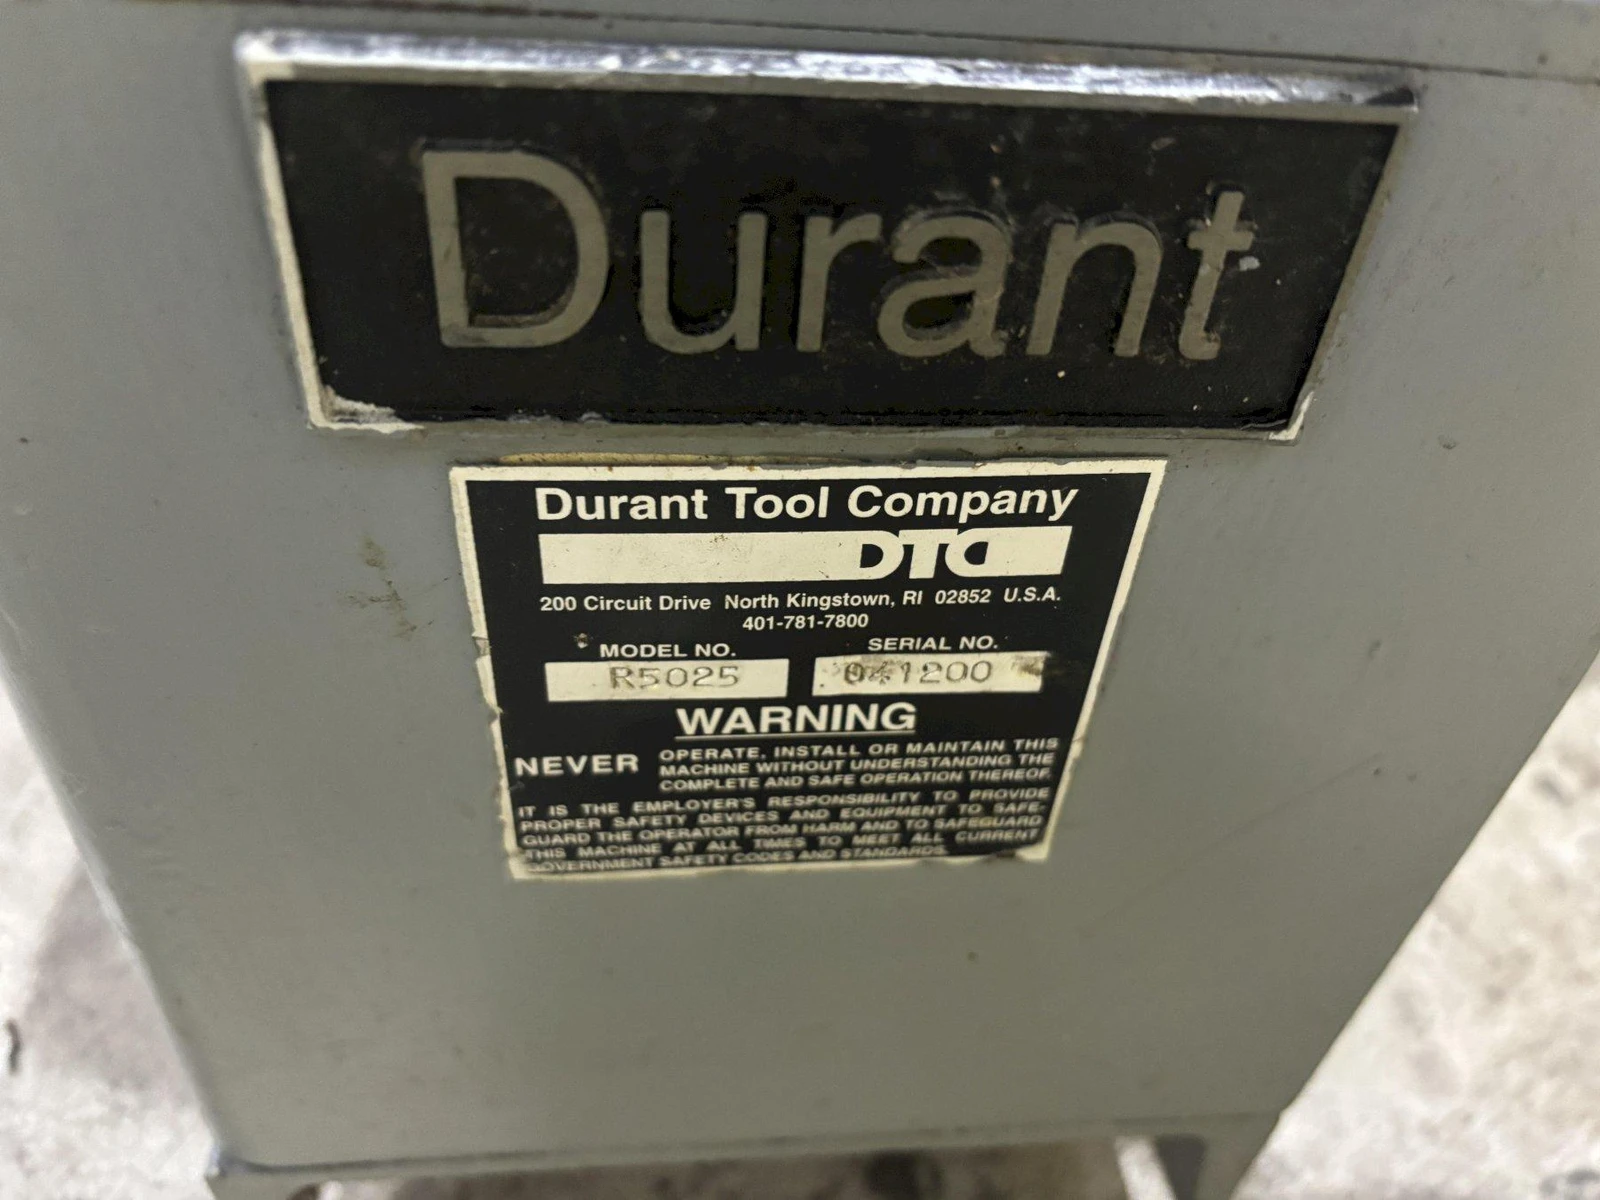 Durant
Durant Tool Company
DTC
200 Circuit Drive North Kingstown, RI 02852 U.S.A.
401-781-7800
MODEL NO. SERIAL NO.
R5025 041200
WARNING
NEVER OPERATE, INSTALL OR MAINTAIN THIS
MACHINE WITHOUT UNDERSTANDING THE
COMPLETE AND SAFE OPERATION THEREOF.
IT IS THE EMPLOYER'S RESPONSIBILITY TO PROVIDE
PROPER SAFETY DEVICES AND EQUIPMENT TO SAFE-
GUARD THE OPERATOR FROM HARM AND TO SAFEGUARD
THIS MACHINE AT ALL TIMES TO MEET ALL CURRENT
GOVERNMENT SAFETY CODES AND STANDARDS.